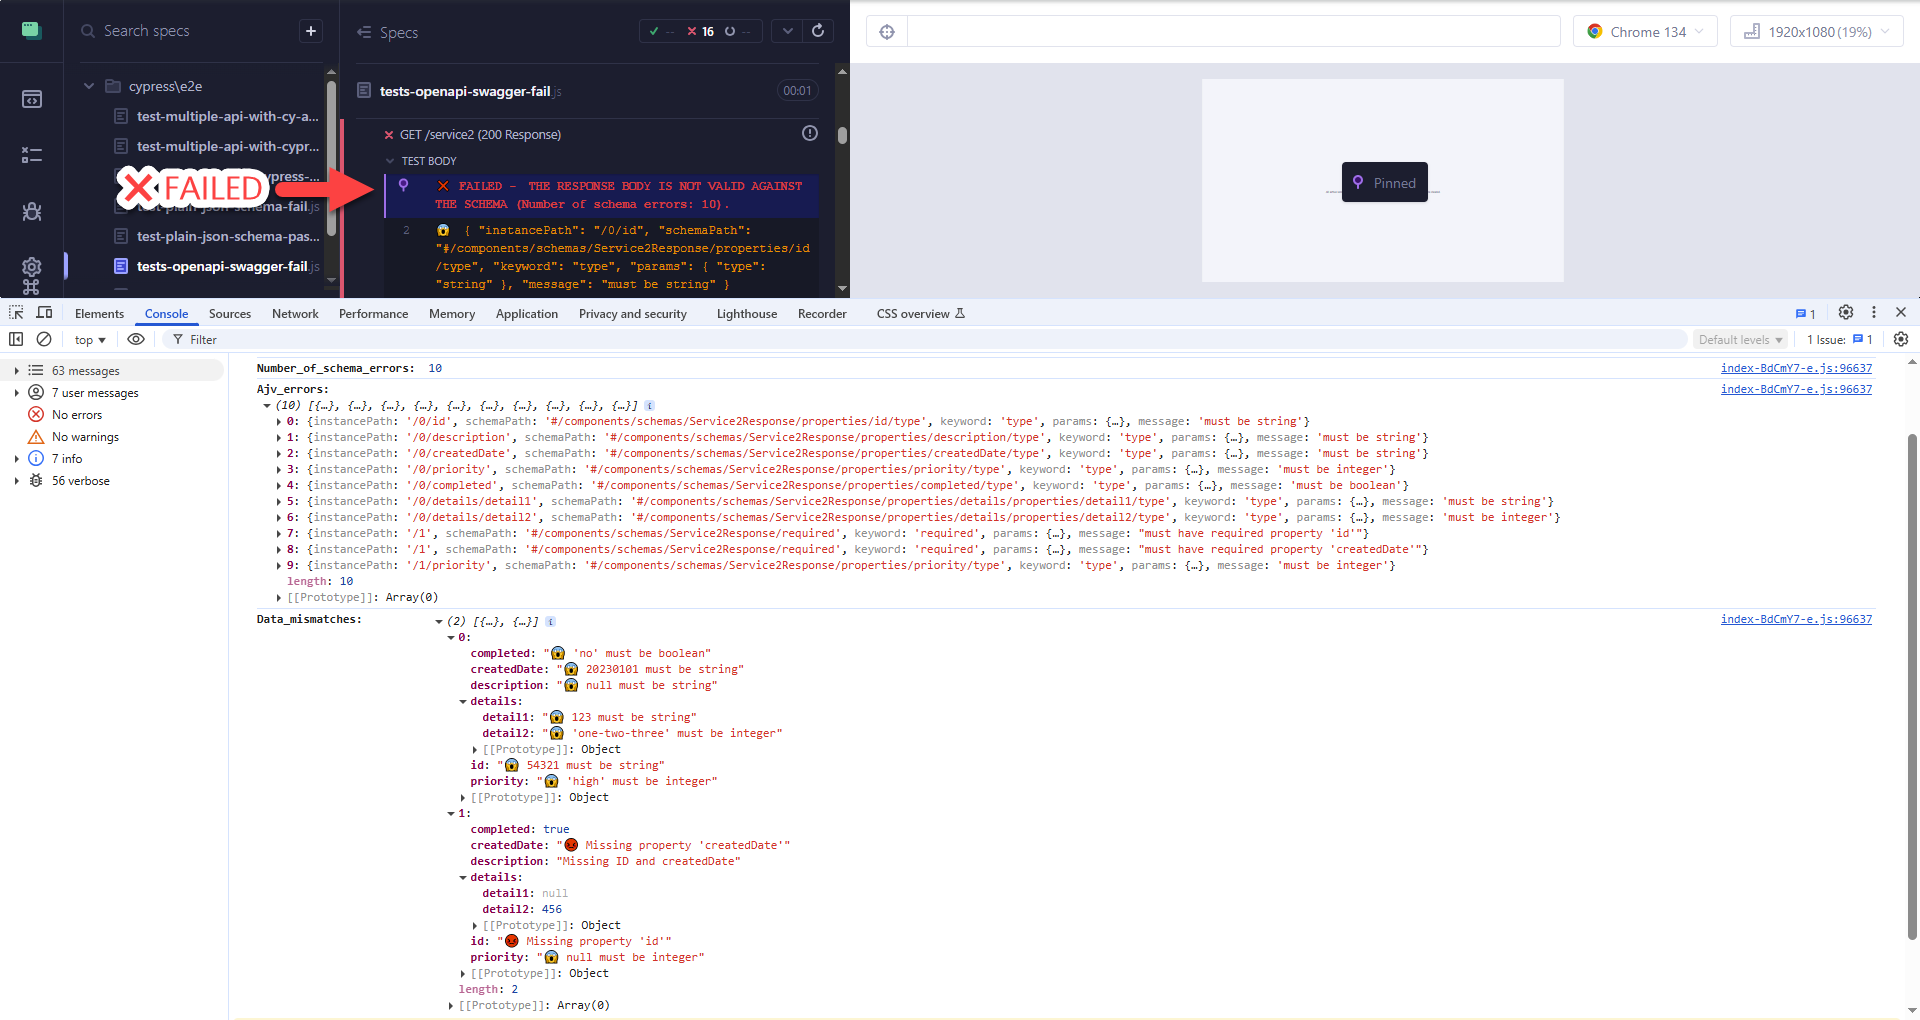 Search specs
+
Specs
-- 16 --
Chrome 134
1920x1080 (19%)
cypress\e2e
test-multiple-api-with-cy-a...
test-multiple-api-with-cypr...
ypress-...
test-plain-json-schema-fail.js
test-plain-json-schema-pas...
tests-openapi-swagger-fail.js
FAILED
tests-openapi-swagger-fail.js
00:01
GET /service2 (200 Response)
TEST BODY
FAILED - THE RESPONSE BODY IS NOT VALID AGAINST
THE SCHEMA (Number of schema errors: 10).
2 😱 { "instancePath": "/0/id", "schemaPath":
"#/components/schemas/Service2Response/properties/id
/type", "keyword": "type", "params": { "type":
"string" }, "message": "must be string" }
Pinned
Elements Console Sources Network Performance Memory Application Privacy and security Lighthouse Recorder CSS overview 1
top Filter Default levels 1 Issue: 1
63 messages
7 user messages
No errors
No warnings
7 info
56 verbose
Number_of_schema_errors: 10 index-BdCmY7-e.js:96637
Ajv_errors: index-BdCmY7-e.js:96637
(10) [{…}, {…}, {…}, {…}, {…}, {…}, {…}, {…}, {…}, {…}] i
0: {instancePath: '/0/id', schemaPath: '#/components/schemas/Service2Response/properties/id/type', keyword: 'type', params: {…}, message: 'must be string'}
1: {instancePath: '/0/description', schemaPath: '#/components/schemas/Service2Response/properties/description/type', keyword: 'type', params: {…}, message: 'must be string'}
2: {instancePath: '/0/createdDate', schemaPath: '#/components/schemas/Service2Response/properties/createdDate/type', keyword: 'type', params: {…}, message: 'must be string'}
3: {instancePath: '/0/priority', schemaPath: '#/components/schemas/Service2Response/properties/priority/type', keyword: 'type', params: {…}, message: 'must be integer'}
4: {instancePath: '/0/completed', schemaPath: '#/components/schemas/Service2Response/properties/completed/type', keyword: 'type', params: {…}, message: 'must be boolean'}
5: {instancePath: '/0/details/detail1', schemaPath: '#/components/schemas/Service2Response/properties/details/properties/detail1/type', keyword: 'type', params: {…}, message: 'must be string'}
6: {instancePath: '/0/details/detail2', schemaPath: '#/components/schemas/Service2Response/properties/details/properties/detail2/type', keyword: 'type', params: {…}, message: 'must be integer'}
7: {instancePath: '/1', schemaPath: '#/components/schemas/Service2Response/required', keyword: 'required', params: {…}, message: "must have required property 'id'"}
8: {instancePath: '/1', schemaPath: '#/components/schemas/Service2Response/required', keyword: 'required', params: {…}, message: "must have required property 'createdDate'"}
9: {instancePath: '/1/priority', schemaPath: '#/components/schemas/Service2Response/properties/priority/type', keyword: 'type', params: {…}, message: 'must be integer'}
length: 10
[[Prototype]]: Array(0)
Data_mismatches: (2) [{…}, {…}] i index-BdCmY7-e.js:96637
0:
completed: "😱 'no' must be boolean"
createdDate: "😱 20230101 must be string"
description: "😱 null must be string"
details:
detail1: "😱 123 must be string"
detail2: "😱 'one-two-three' must be integer"
[[Prototype]]: Object
id: "😱 54321 must be string"
priority: "😱 'high' must be integer"
[[Prototype]]: Object
1:
completed: true
createdDate: "😡 Missing property 'createdDate'"
description: "Missing ID and createdDate"
details:
detail1: null
detail2: 456
[[Prototype]]: Object
id: "😡 Missing property 'id'"
priority: "😱 null must be integer"
[[Prototype]]: Object
length: 2
[[Prototype]]: Array(0)